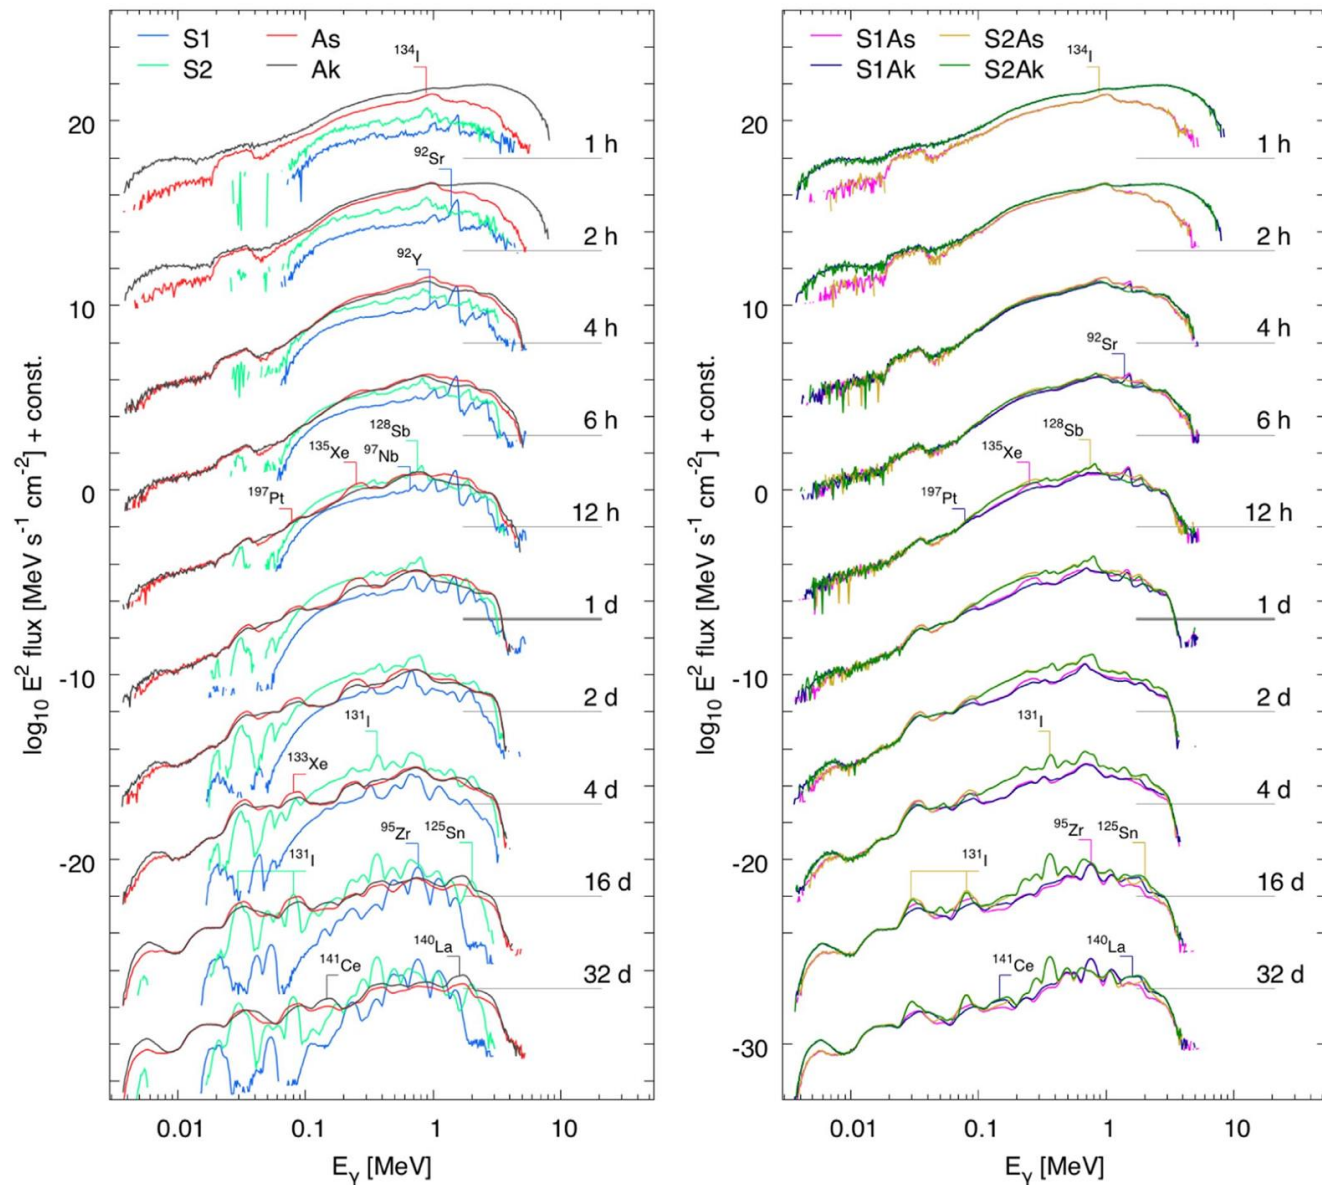 S1 As
S2 Ak
¹³⁴I
20
1 h
⁹²Sr
2 h
⁹²Y
10
4 h
6 h
¹²⁸Sb
¹³⁵Xe
⁹⁷Nb
0
¹⁹⁷Pt
12 h
1 d
-10
2 d
¹³¹I
¹³³Xe
4 d
⁹⁵Zr ¹²⁵Sn
-20
¹³¹I
16 d
¹⁴⁰La
¹⁴¹Ce
32 d
-30
0.01 0.1 1 10
Eγ [MeV]
log₁₀ E² flux [MeV s⁻¹ cm⁻²] + const.
S1As S2As
S1Ak S2Ak
¹³⁴I
20
1 h
2 h
10
4 h
⁹²Sr
6 h
¹²⁸Sb
¹³⁵Xe
0
¹⁹⁷Pt
12 h
1 d
-10
2 d
¹³¹I
4 d
⁹⁵Zr ¹²⁵Sn
-20
¹³¹I
16 d
¹⁴⁰La
¹⁴¹Ce
32 d
-30
0.01 0.1 1 10
Eγ [MeV]
log₁₀ E² flux [MeV s⁻¹ cm⁻²] + const.